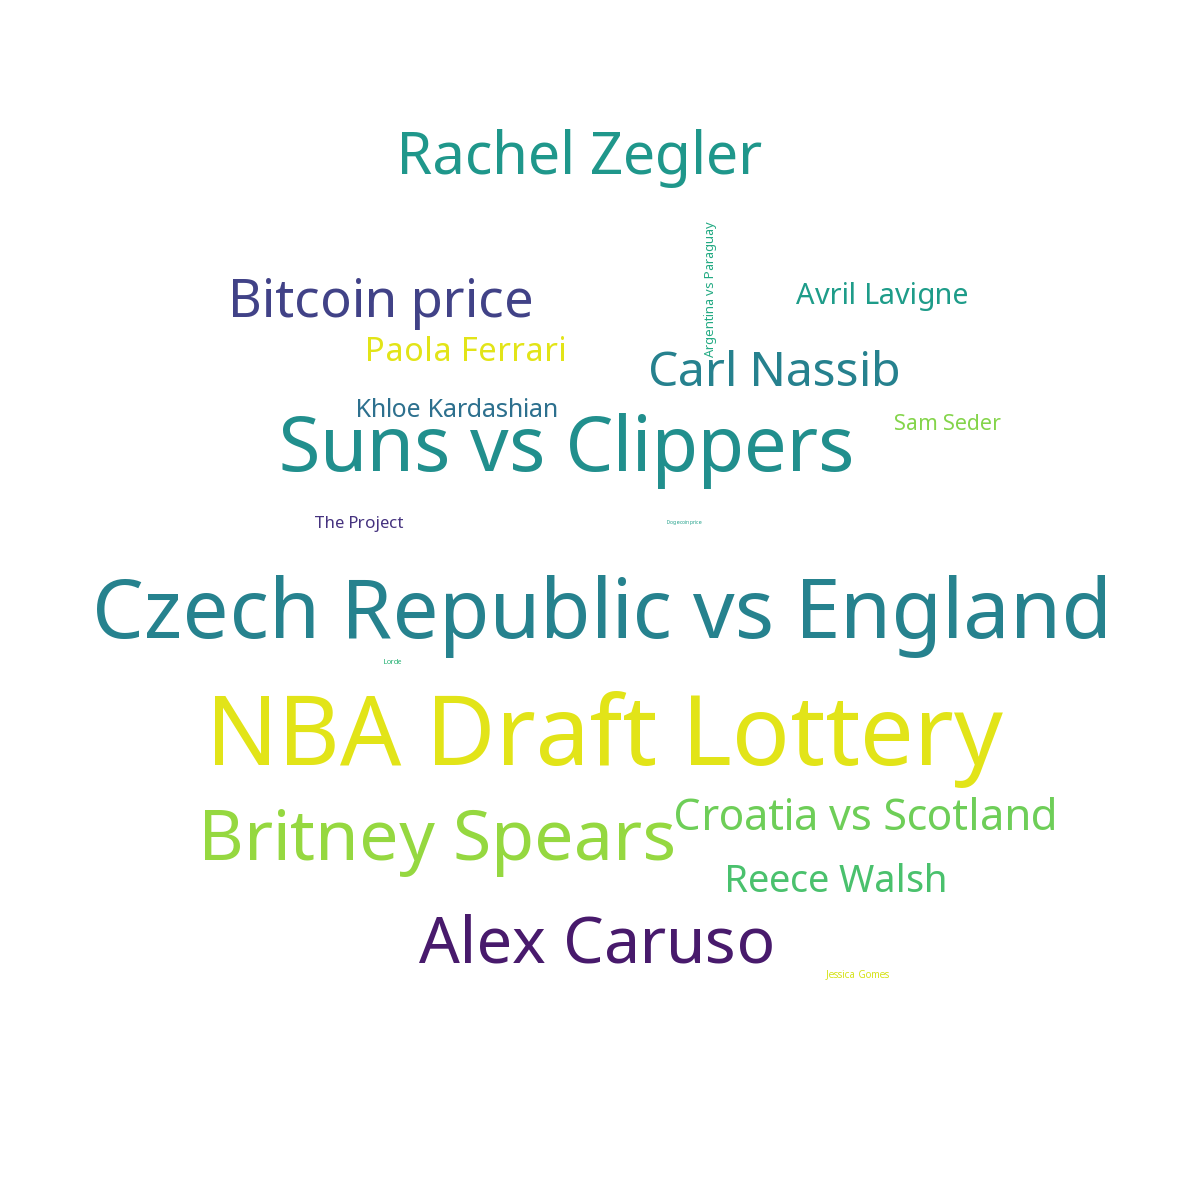 Rachel Zegler
Argentina vs Paraguay
Bitcoin price
Avril Lavigne
Paola Ferrari
Carl Nassib
Khloe Kardashian
Sam Seder
Suns vs Clippers
The Project
Dogecoin price
Czech Republic vs England
Lorde
NBA Draft Lottery
Croatia vs Scotland
Britney Spears
Reece Walsh
Alex Caruso
Jessica Gomes